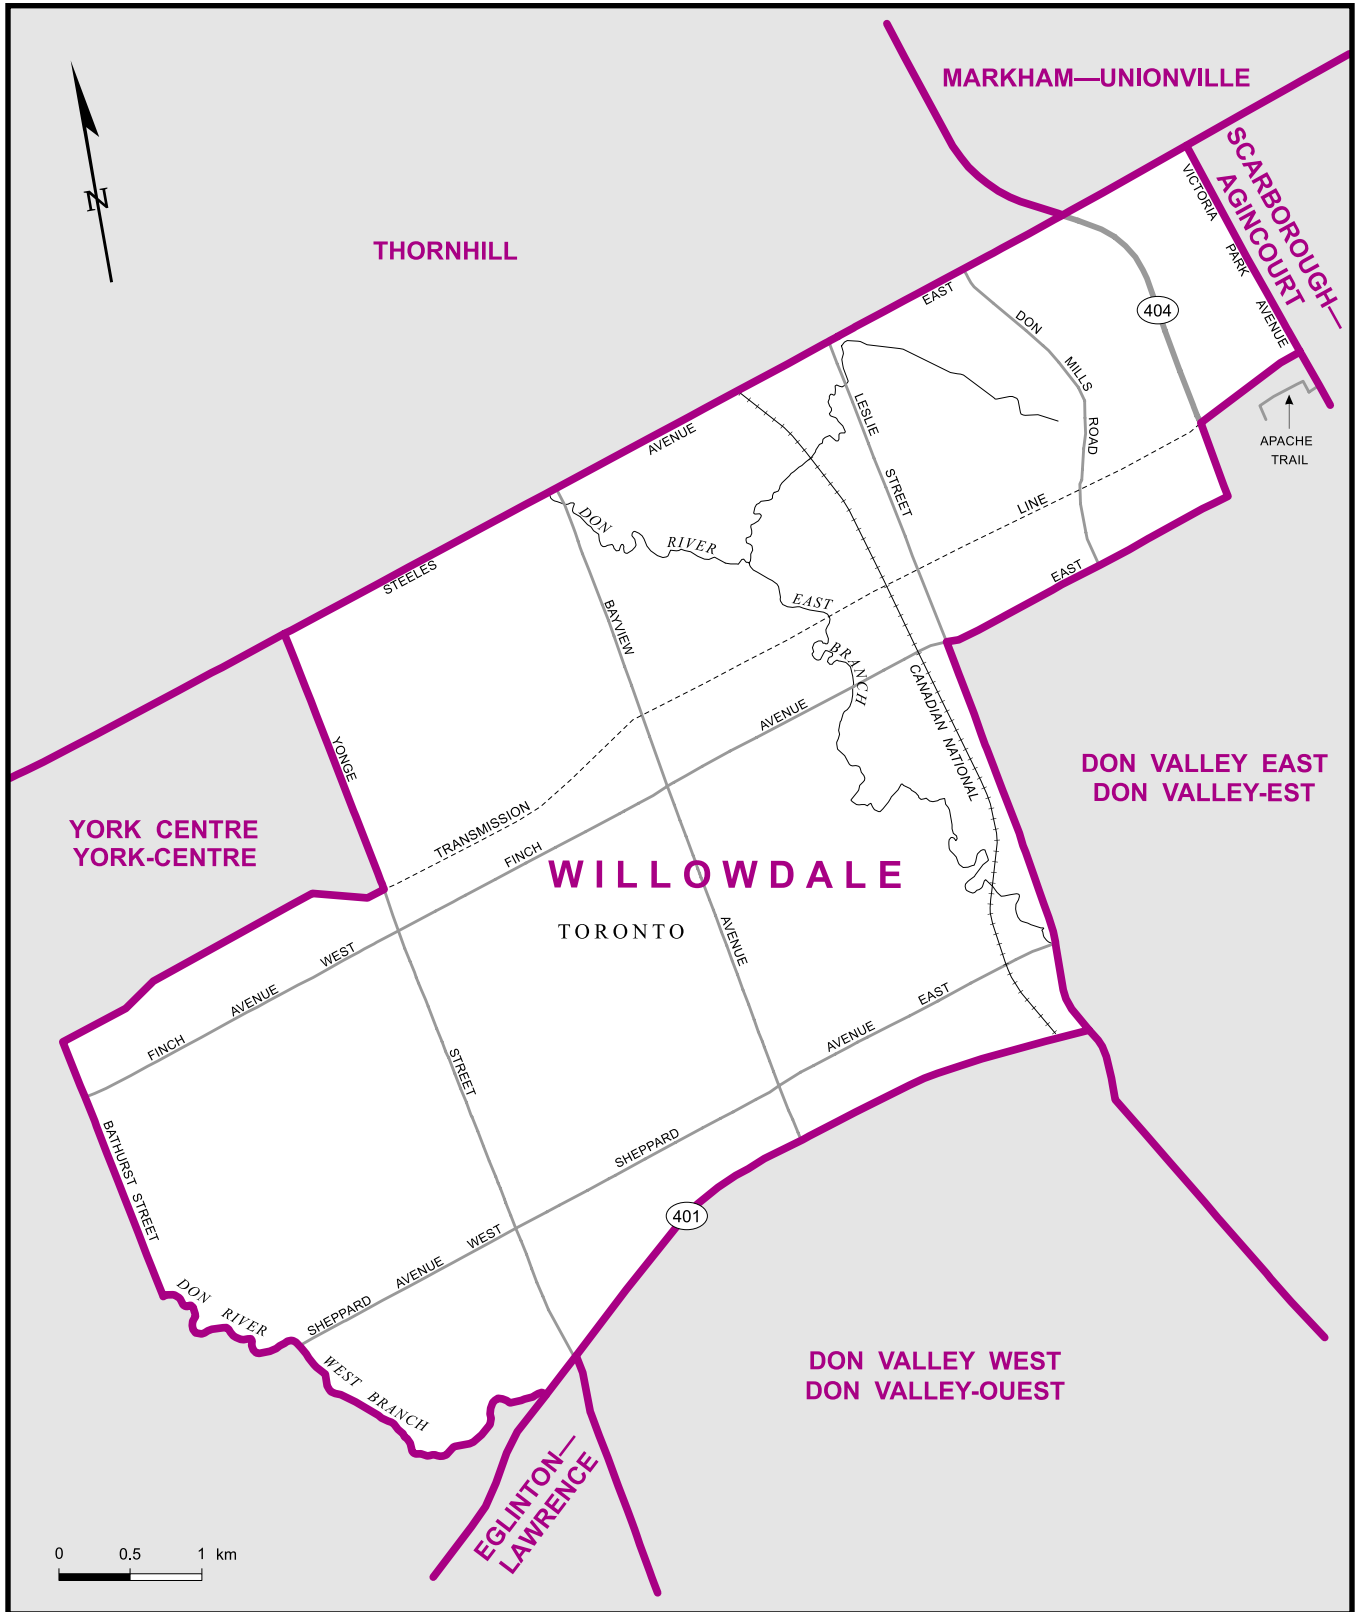 MARKHAM—UNIONVILLE
SCARBOROUGH—
AGINCOURT
VICTORIA PARK AVENUE
N
THORNHILL
404
EAST
DON MILLS ROAD
APACHE
TRAIL
LESLIE STREET
AVENUE
LINE
DON RIVER EAST BRANCH
STEELES
EAST
BAYVIEW
CANADIAN NATIONAL
AVENUE
YONGE
DON VALLEY EAST
DON VALLEY-EST
YORK CENTRE
YORK-CENTRE
TRANSMISSION
FINCH
WILLOWDALE
TORONTO
AVENUE
WEST
AVENUE
FINCH
EAST
AVENUE
STREET
BATHURST STREET
SHEPPARD
401
WEST
AVENUE
SHEPPARD
DON RIVER
WEST BRANCH
DON VALLEY WEST
DON VALLEY-OUEST
EGLINTON—
LAWRENCE
0 0.5 1 km